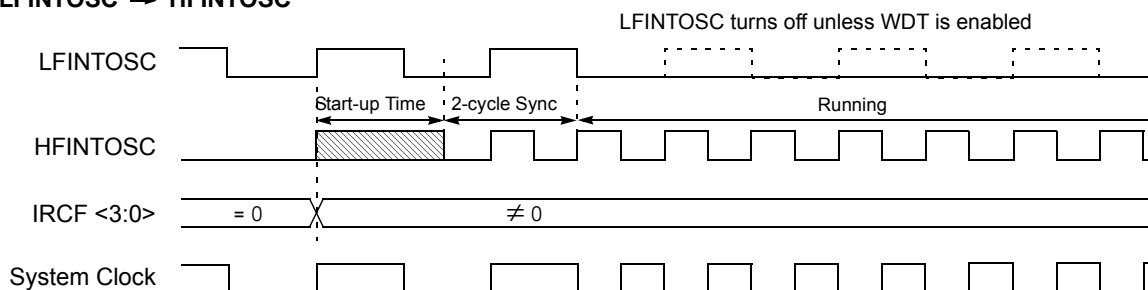 LFINTOSC → HFINTOSC
LFINTOSC turns off unless WDT is enabled
LFINTOSC
Start-up Time
2-cycle Sync
Running
HFINTOSC
IRCF <3:0>
= 0
≠ 0
System Clock